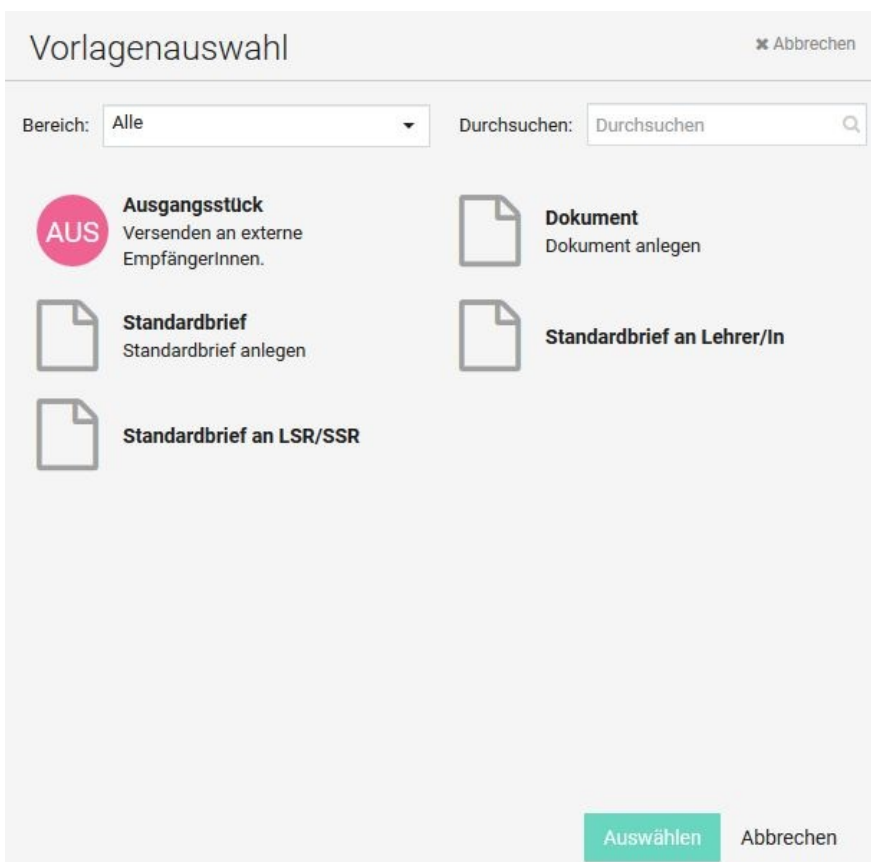 Vorlagenauswahl
✖ Abbrechen
Bereich: Alle
Durchsuchen: Durchsuchen
AUS
Ausgangsstück
Versenden an externe
EmpfängerInnen.
Dokument
Dokument anlegen
Standardbrief
Standardbrief anlegen
Standardbrief an Lehrer/In
Standardbrief an LSR/SSR
Auswählen
Abbrechen